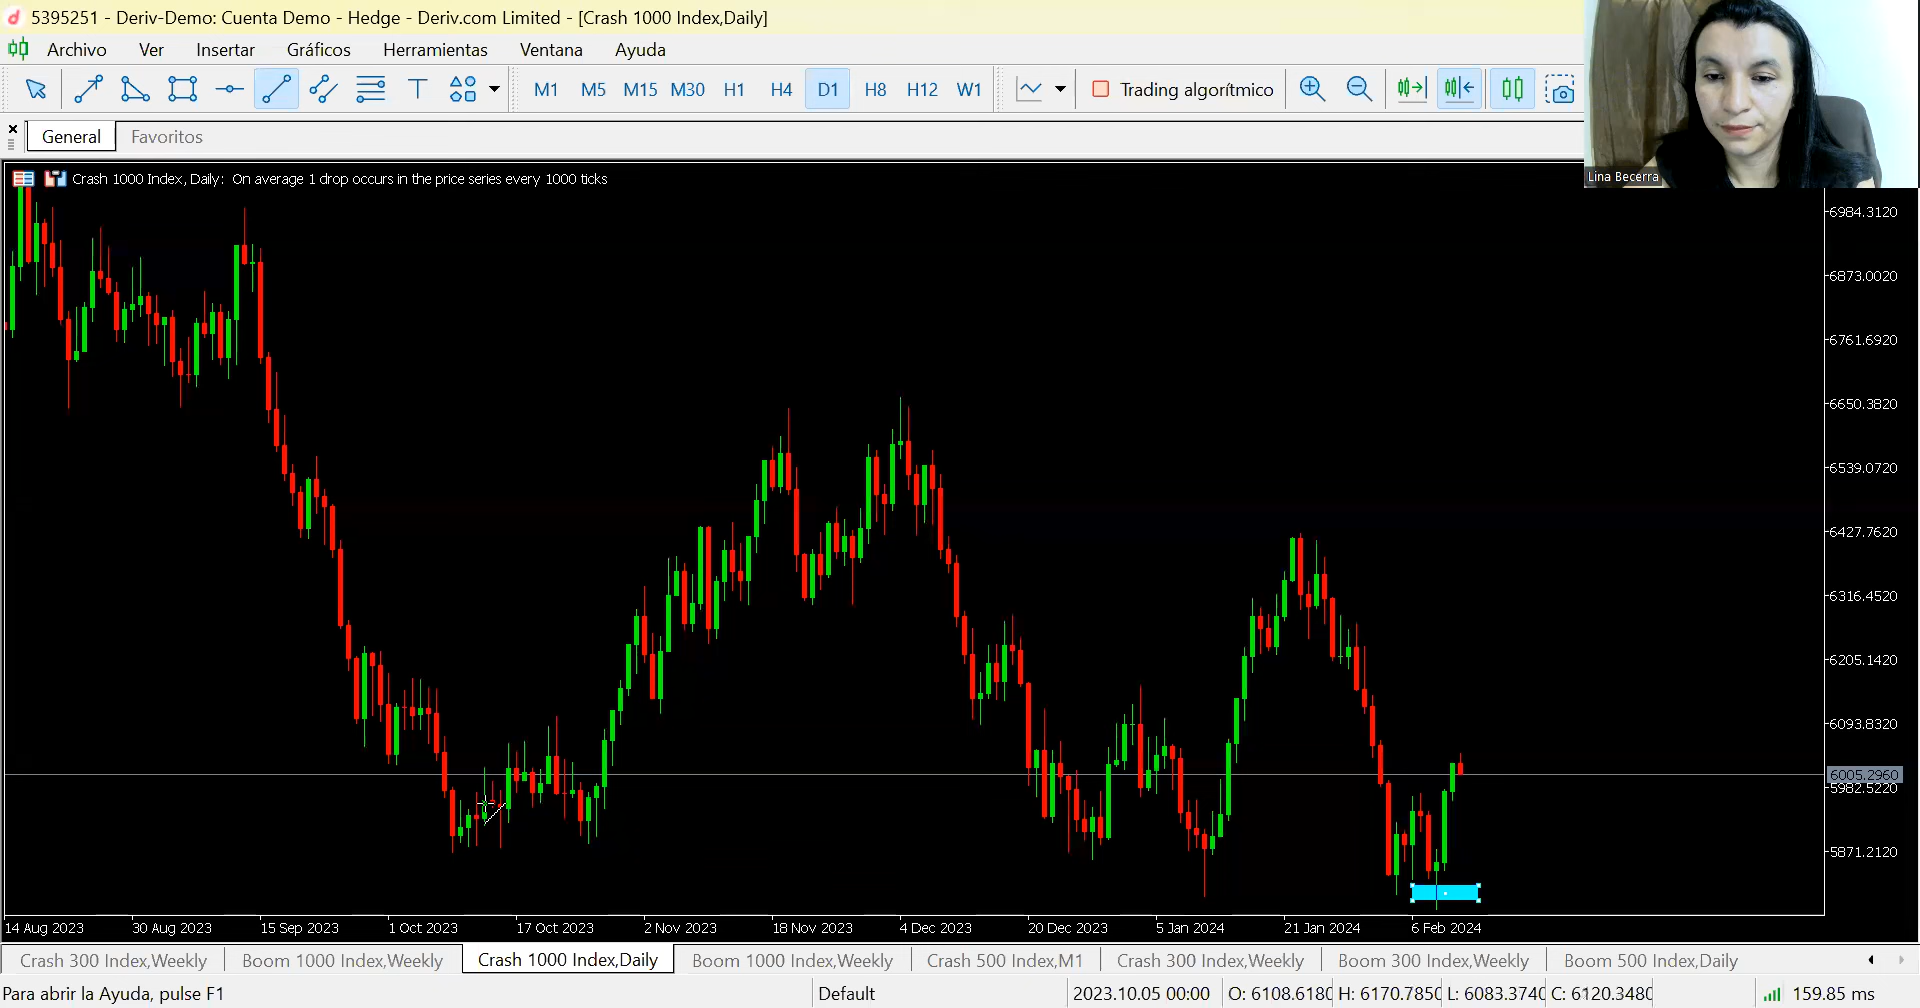 5395251 - Deriv-Demo: Cuenta Demo - Hedge - Deriv.com Limited - [Crash 1000 Index,Daily]
Archivo Ver Insertar Gráficos Herramientas Ventana Ayuda
T M1 M5 M15 M30 H1 H4 D1 H8 H12 W1 Trading algorítmico
General Favoritos
Lina Becerra
Crash 1000 Index, Daily: On average 1 drop occurs in the price series every 1000 ticks
6984.3120
6873.0020
6761.6920
6650.3820
6539.0720
6427.7620
6316.4520
6205.1420
6093.8320
6005.2960
5982.5220
5871.2120
14 Aug 2023 30 Aug 2023 15 Sep 2023 1 Oct 2023 17 Oct 2023 2 Nov 2023 18 Nov 2023 4 Dec 2023 20 Dec 2023 5 Jan 2024 21 Jan 2024 6 Feb 2024
Crash 300 Index,Weekly Boom 1000 Index,Weekly Crash 1000 Index,Daily Boom 1000 Index,Weekly Crash 500 Index,M1 Crash 300 Index,Weekly Boom 300 Index,Weekly Boom 500 Index,Daily
Para abrir la Ayuda, pulse F1 Default 2023.10.05 00:00 O: 6108.6180 H: 6170.7850 L: 6083.3740 C: 6120.3480 159.85 ms